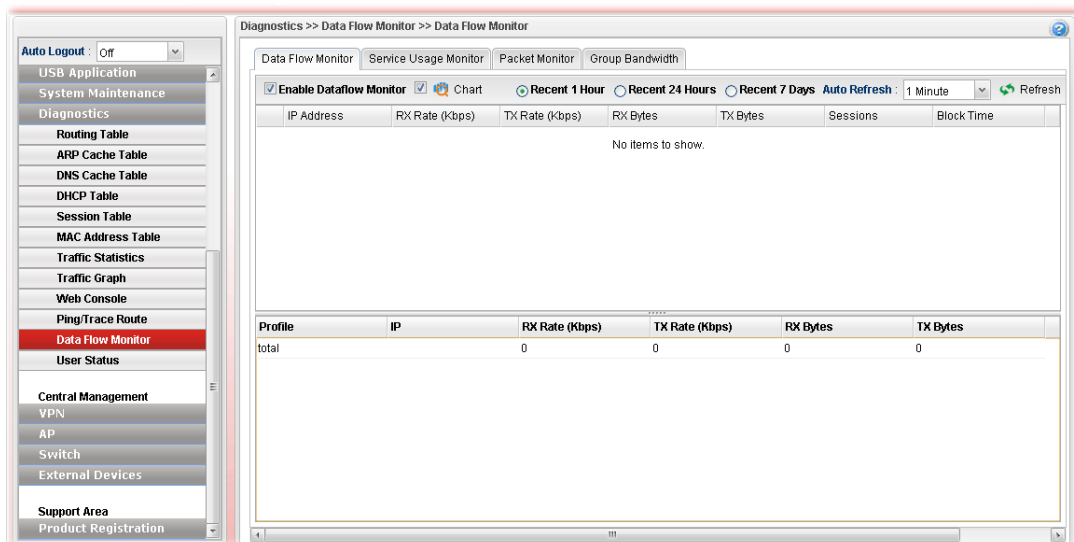 Diagnostics >> Data Flow Monitor >> Data Flow Monitor
Auto Logout : Off
USB Application
System Maintenance
Diagnostics
Routing Table
ARP Cache Table
DNS Cache Table
DHCP Table
Session Table
MAC Address Table
Traffic Statistics
Traffic Graph
Web Console
Ping/Trace Route
Data Flow Monitor
User Status
Central Management
VPN
AP
Switch
External Devices
Support Area
Product Registration
Data Flow Monitor Service Usage Monitor Packet Monitor Group Bandwidth
Enable Dataflow Monitor Chart Recent 1 Hour Recent 24 Hours Recent 7 Days Auto Refresh : 1 Minute Refresh
IP Address RX Rate (Kbps) TX Rate (Kbps) RX Bytes TX Bytes Sessions Block Time
No items to show.
Profile IP RX Rate (Kbps) TX Rate (Kbps) RX Bytes TX Bytes
total 0 0 0 0